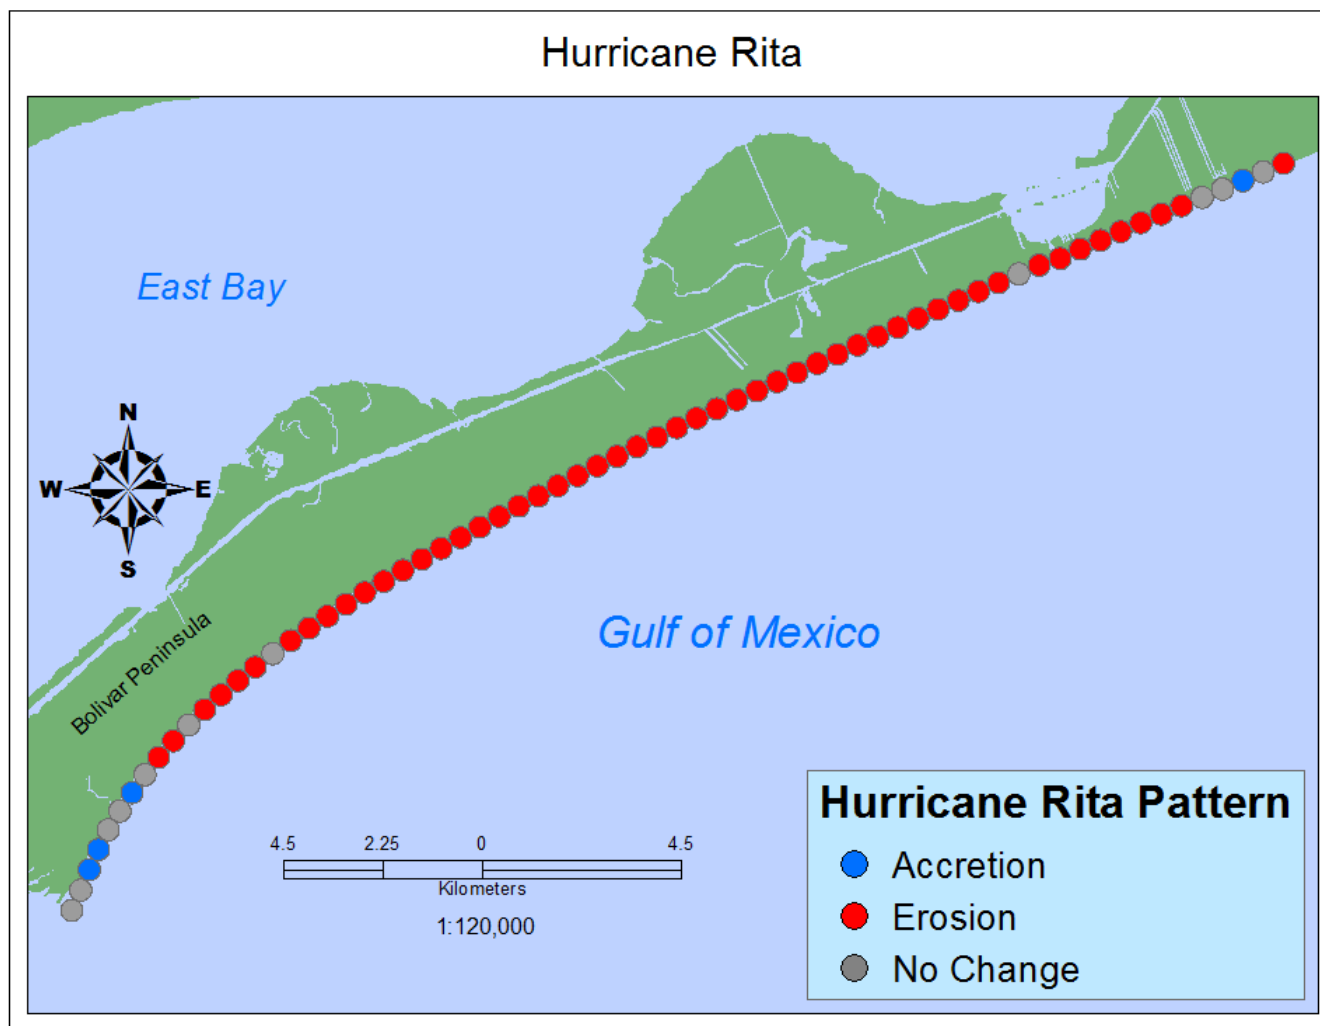 Hurricane Rita
East Bay
N
W
E
S
Bolivar Peninsula
Gulf of Mexico
4.5 2.25 0 4.5
Kilometers
1:120,000
Hurricane Rita Pattern
Accretion
Erosion
No Change